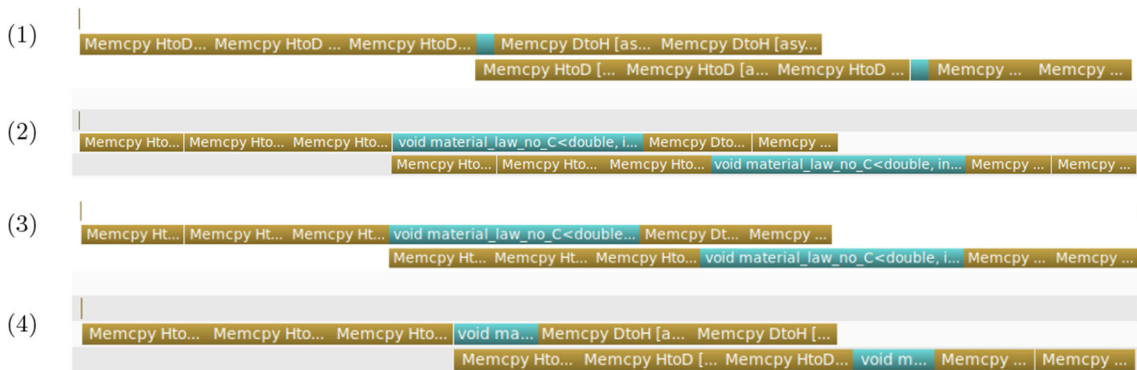 (1)
Memcpy HtoD... Memcpy HtoD ... Memcpy HtoD... Memcpy DtoH [as... Memcpy DtoH [asy...
Memcpy HtoD [... Memcpy HtoD [a... Memcpy HtoD ... Memcpy ... Memcpy ...
(2)
Memcpy Hto... Memcpy Hto... Memcpy Hto... void material_law_no_C<double, i... Memcpy Dto... Memcpy ...
Memcpy Hto... Memcpy Hto... Memcpy Hto... void material_law_no_C<double, in... Memcpy ... Memcpy ...
(3)
Memcpy Ht... Memcpy Ht... Memcpy Ht... void material_law_no_C<double... Memcpy Dt... Memcpy ...
Memcpy Ht... Memcpy Ht... Memcpy Hto... void material_law_no_C<double, i... Memcpy ... Memcpy ...
(4)
Memcpy Hto... Memcpy Hto... Memcpy Hto... void ma... Memcpy DtoH [a... Memcpy DtoH [...
Memcpy Hto... Memcpy HtoD [... Memcpy HtoD... void m... Memcpy ... Memcpy ...